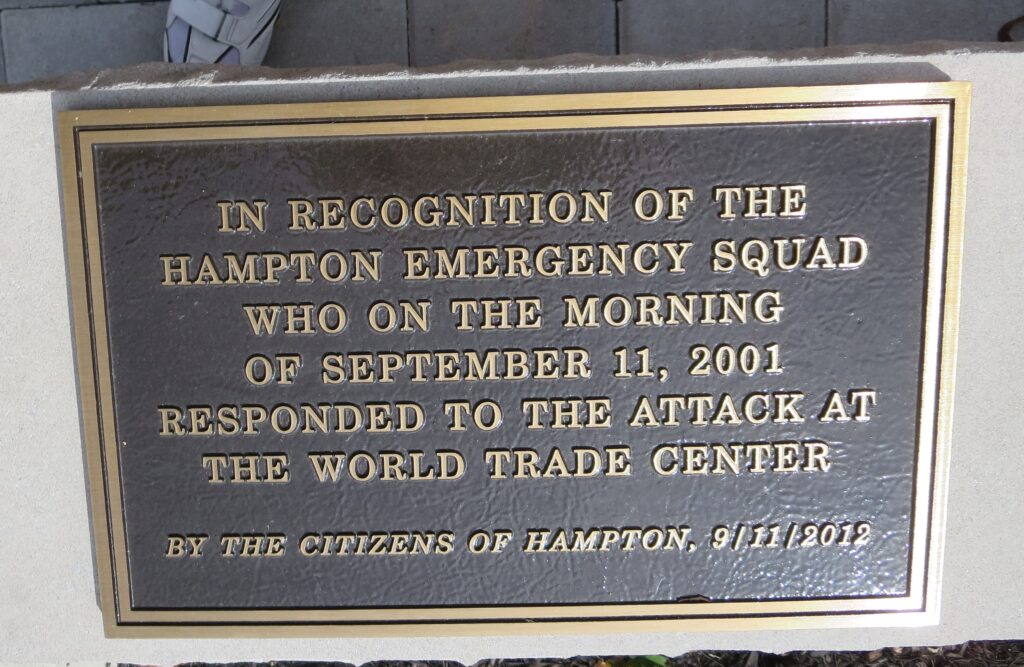 IN RECOGNITION OF THE
HAMPTON EMERGENCY SQUAD
WHO ON THE MORNING
OF SEPTEMBER 11, 2001
RESPONDED TO THE ATTACK AT
THE WORLD TRADE CENTER
BY THE CITIZENS OF HAMPTON, 9/11/2012